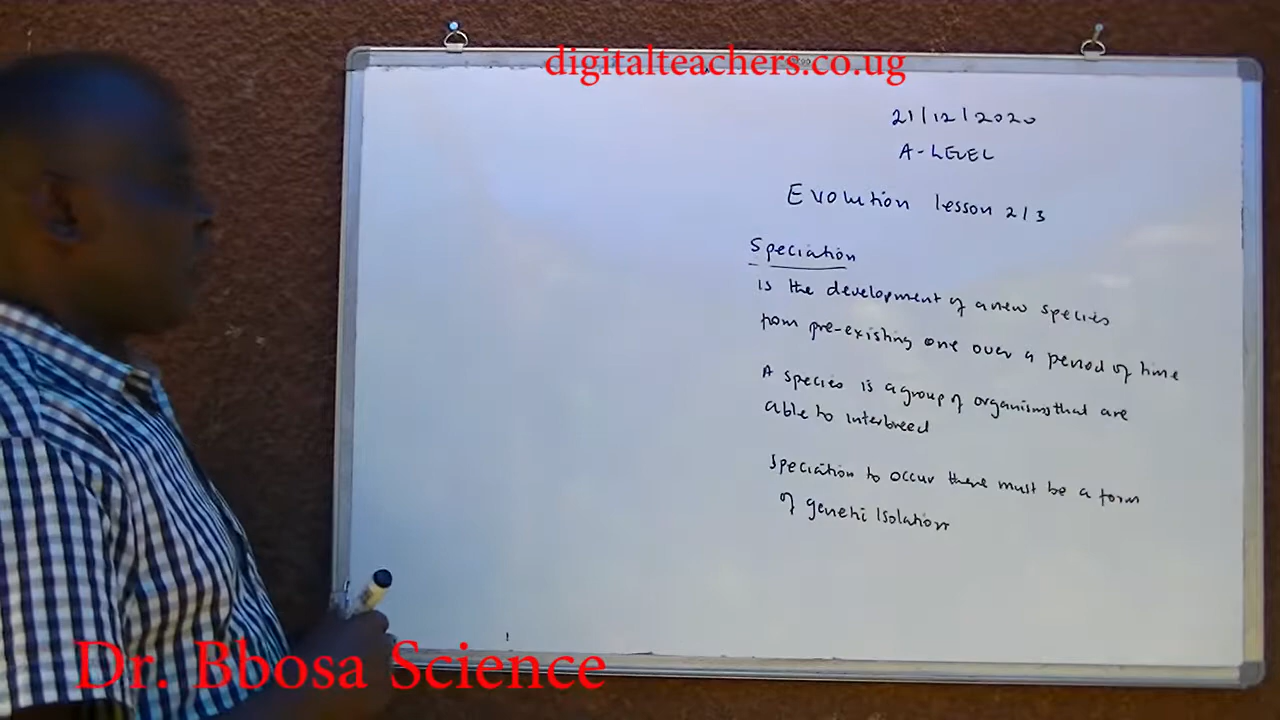 digitalteachers.co.ug
21/12/2020
A-LEVEL
Evolution lesson 2/3
Speciation
is the development of a new species
from pre-existing one over a period of time
A species is a group of organisms that are
able to interbreed
Speciation to occur there must be a form
of genetic isolation
Dr. Bbosa Science